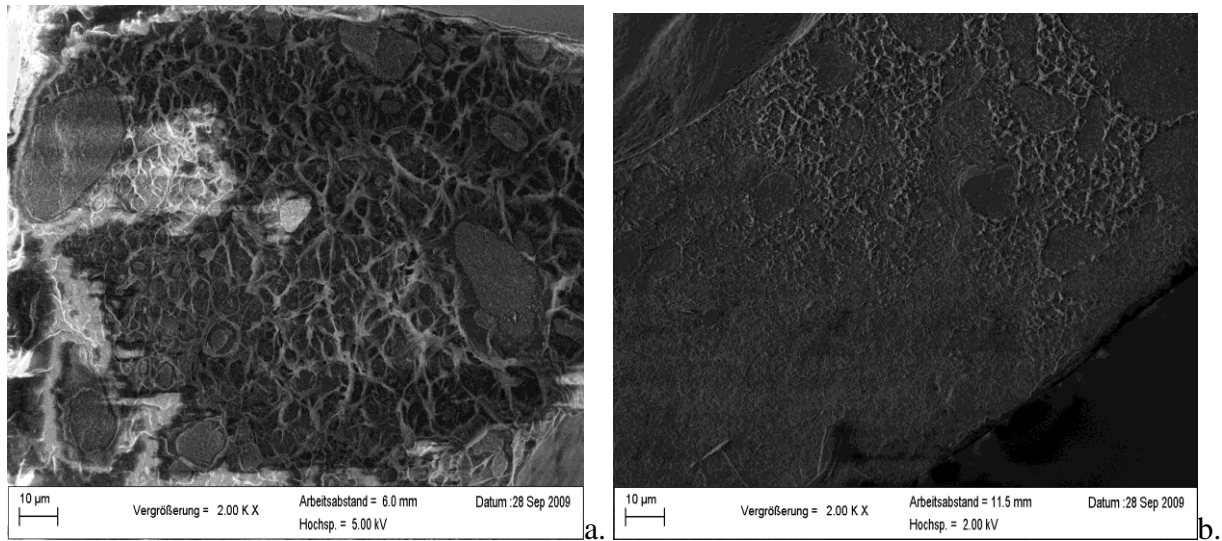 10 µm
Vergrößerung = 2.00 K X
Arbeitsabstand = 6.0 mm
Hochsp. = 5.00 kV
Datum :28 Sep 2009
a.
10 µm
Vergrößerung = 2.00 K X
Arbeitsabstand = 11.5 mm
Hochsp. = 2.00 kV
Datum :28 Sep 2009
b.